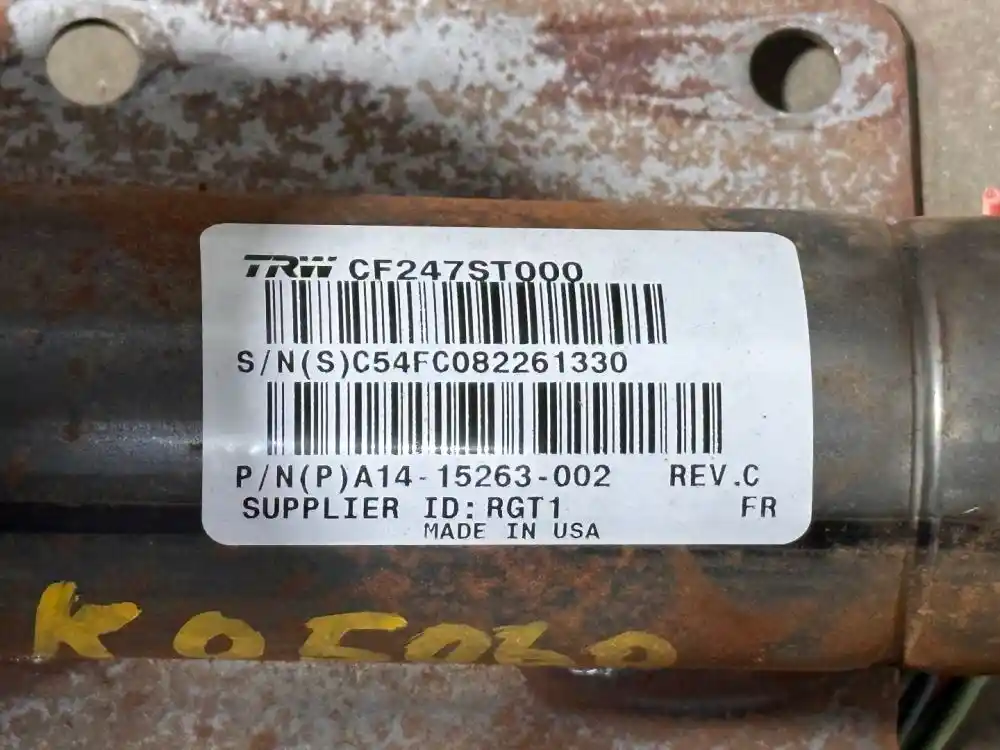 TRW CF247ST000
S/N(S)C54FC082261330
P/N(P)A14-15263-002 REV.C
SUPPLIER ID:RGT1 FR
MADE IN USA